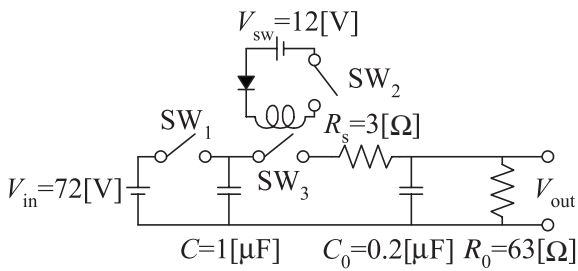 V_sw=12[V]
SW_2
SW_1
R_s=3[Ω]
SW_3
V_in=72[V]
V_out
C=1[μF]
C_0=0.2[μF]
R_0=63[Ω]